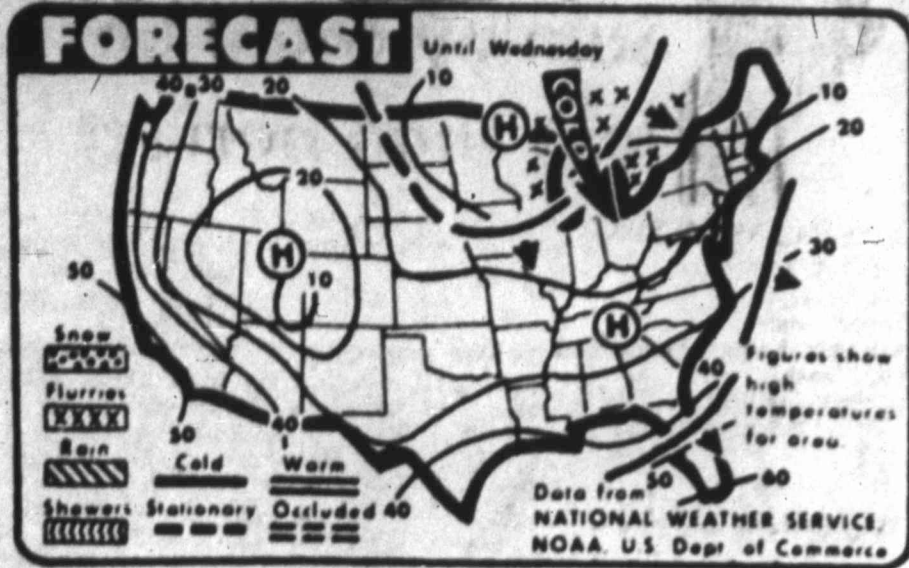 FORECAST
Until Wednesday
40 30 20 10
10
20
H
20
H
10
30
50
H
Snow
Flurries
XXXX
Rain
Showers
Cold
Warm
Stationary
Occluded
50
40
40
40
50
60
Figures show
high
temperatures
for area.
Data from
NATIONAL WEATHER SERVICE,
NOAA, U.S. Dept. of Commerce